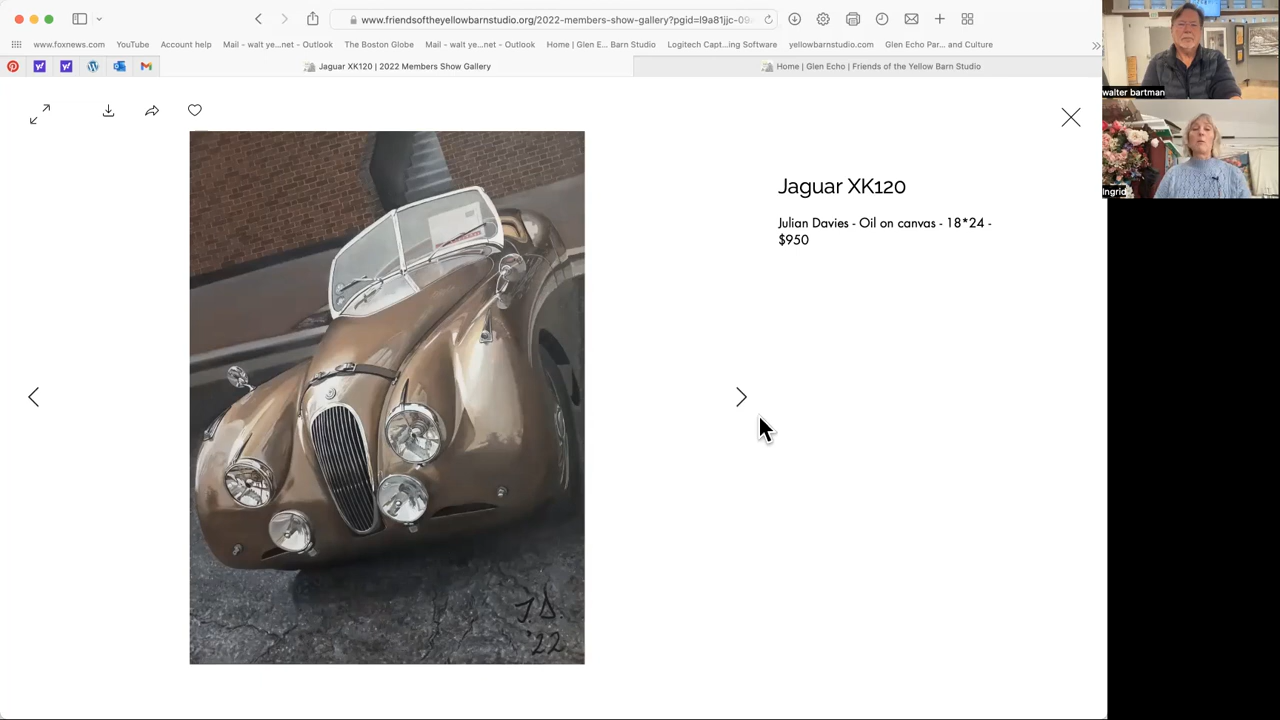 www.friendsoftheyellowbarnstudio.org/2022-members-show-gallery?pgid=l9a81jjc-09
www.foxnews.com YouTube Account help Mail - walt ye...net - Outlook The Boston Globe Mail - walt ye...net - Outlook Home | Glen E... Barn Studio Logitech Capt...ing Software yellowbarnstudio.com Glen Echo Par... and Culture
Jaguar XK120 | 2022 Members Show Gallery
Home | Glen Echo | Friends of the Yellow Barn Studio
walter bartman
Ingrid
Jaguar XK120
Julian Davies - Oil on canvas - 18*24 -
$950
J.D.
'22